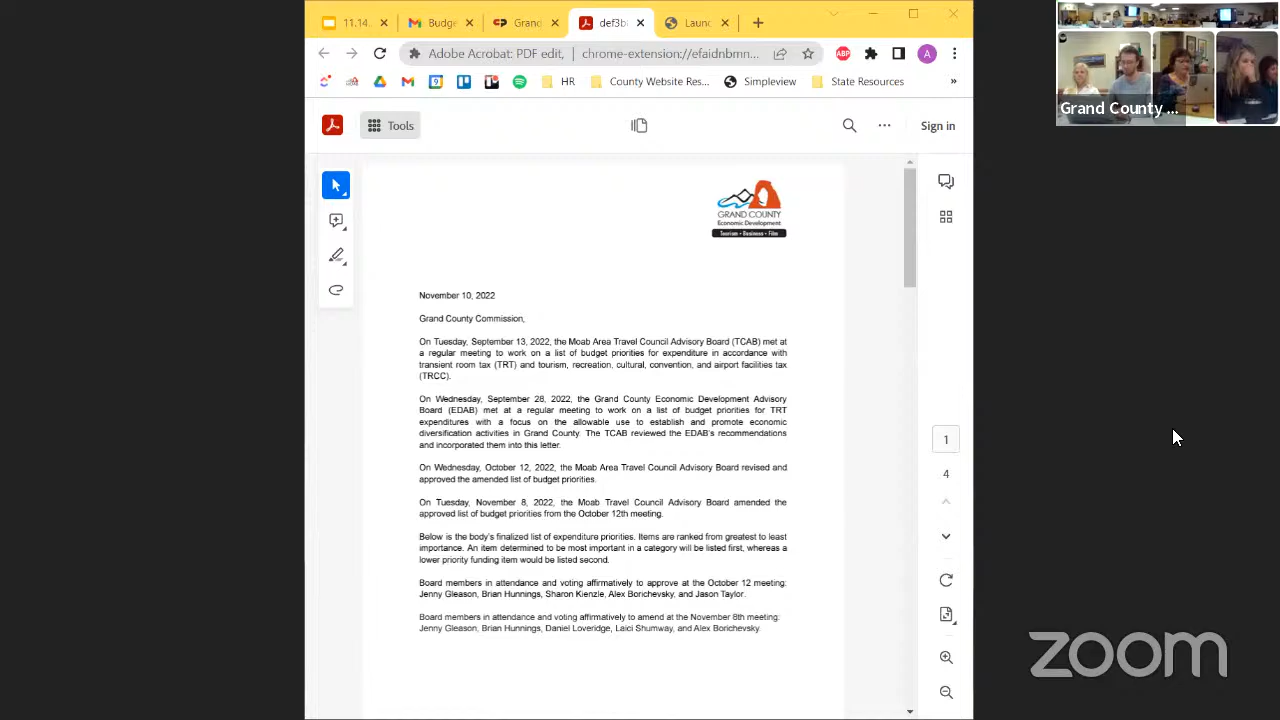 11.14.
Budge
Grand
def3bi
Laund
Adobe Acrobat: PDF edit, | chrome-extension://efaidnbmn...
ABP
A
HR
County Website Res...
Simpleview
State Resources
»
Tools
Sign in
GRAND COUNTY
Economic Development
Tourism • Business • Film
November 10, 2022
Grand County Commission,
On Tuesday, September 13, 2022, the Moab Area Travel Council Advisory Board (TCAB) met at
a regular meeting to work on a list of budget priorities for expenditure in accordance with
transient room tax (TRT) and tourism, recreation, cultural, convention, and airport facilities tax
(TRCC).
On Wednesday, September 28, 2022, the Grand County Economic Development Advisory
Board (EDAB) met at a regular meeting to work on a list of budget priorities for TRT
expenditures with a focus on the allowable use to establish and promote economic
diversification activities in Grand County. The TCAB reviewed the EDAB's recommendations
and incorporated them into this letter.
On Wednesday, October 12, 2022, the Moab Area Travel Council Advisory Board revised and
approved the amended list of budget priorities.
On Tuesday, November 8, 2022, the Moab Travel Council Advisory Board amended the
approved list of budget priorities from the October 12th meeting.
Below is the body's finalized list of expenditure priorities. Items are ranked from greatest to least
importance. An item determined to be most important in a category will be listed first, whereas a
lower priority funding item would be listed second.
Board members in attendance and voting affirmatively to approve at the October 12 meeting:
Jenny Gleason, Brian Hunnings, Sharon Kienzle, Alex Borichevsky, and Jason Taylor.
Board members in attendance and voting affirmatively to amend at the November 8th meeting:
Jenny Gleason, Brian Hunnings, Daniel Loveridge, Laici Shumway, and Alex Borichevsky.
1
4
Grand County ...
zoom